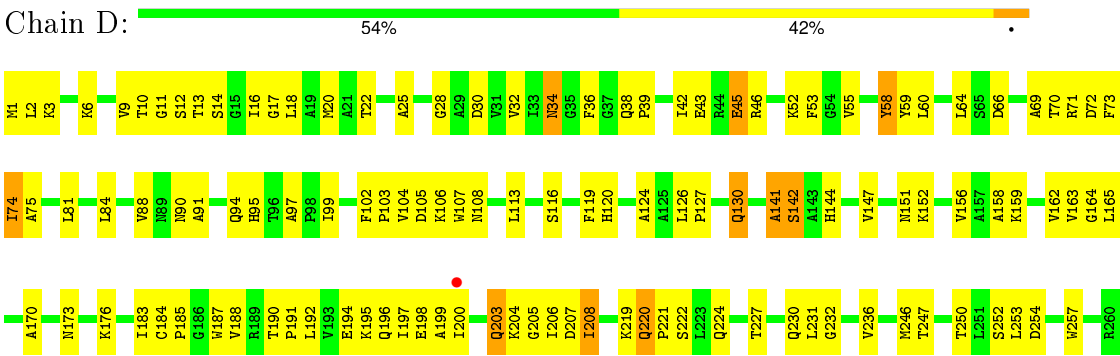 Chain D:
54% 42% •
M1 L2 K3 K6 V9 T10 G11 S12 T13 S14 G15 I16 G17 L18 A19 M20 A21 T22 A25 G28 A29 D30 V31 V32 I33 N34 G35 F36 G37 Q38 P39 I42 E43 R44 E45 R46 K52 F53 G54 V55 Y58 Y59 L60 L64 S65 D66 A69 T70 R71 D72 F73
I74 A75 L81 L84 V88 N89 N90 A91 Q94 H95 T96 A97 P98 I99 F102 P103 V104 D105 K106 W107 N108 L113 S116 F119 H120 A124 A125 L126 P127 Q130 A141 S142 A143 H144 V147 N151 K152 V156 A157 A158 K159 V162 V163 G164 L165
A170 N173 K176 I183 C184 P185 G186 W187 V188 R189 T190 P191 L192 V193 E194 K195 Q196 I197 E198 A199 I200 Q203 K204 G205 I206 D207 I208 K219 Q220 P221 S222 L223 Q224 T227 Q230 L231 G232 V236 M246 T247 T250 L251 S252 L253 D254 W257 R260